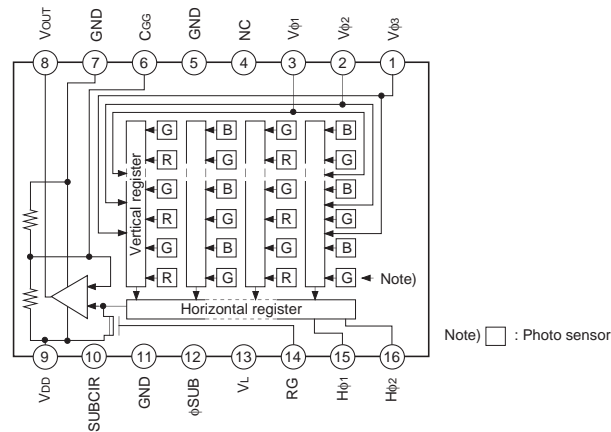 VOUT GND CGG GND NC Vϕ1 Vϕ2 Vϕ3
8 7 6 5 4 3 2 1
G B G B
R G R G
G B G B
R G R G
G B G B
R G R G Note)
Vertical register
Horizontal register
Note) : Photo sensor
9 10 11 12 13 14 15 16
VDD SUBCIR GND ϕSUB VL RG Hϕ1 Hϕ2